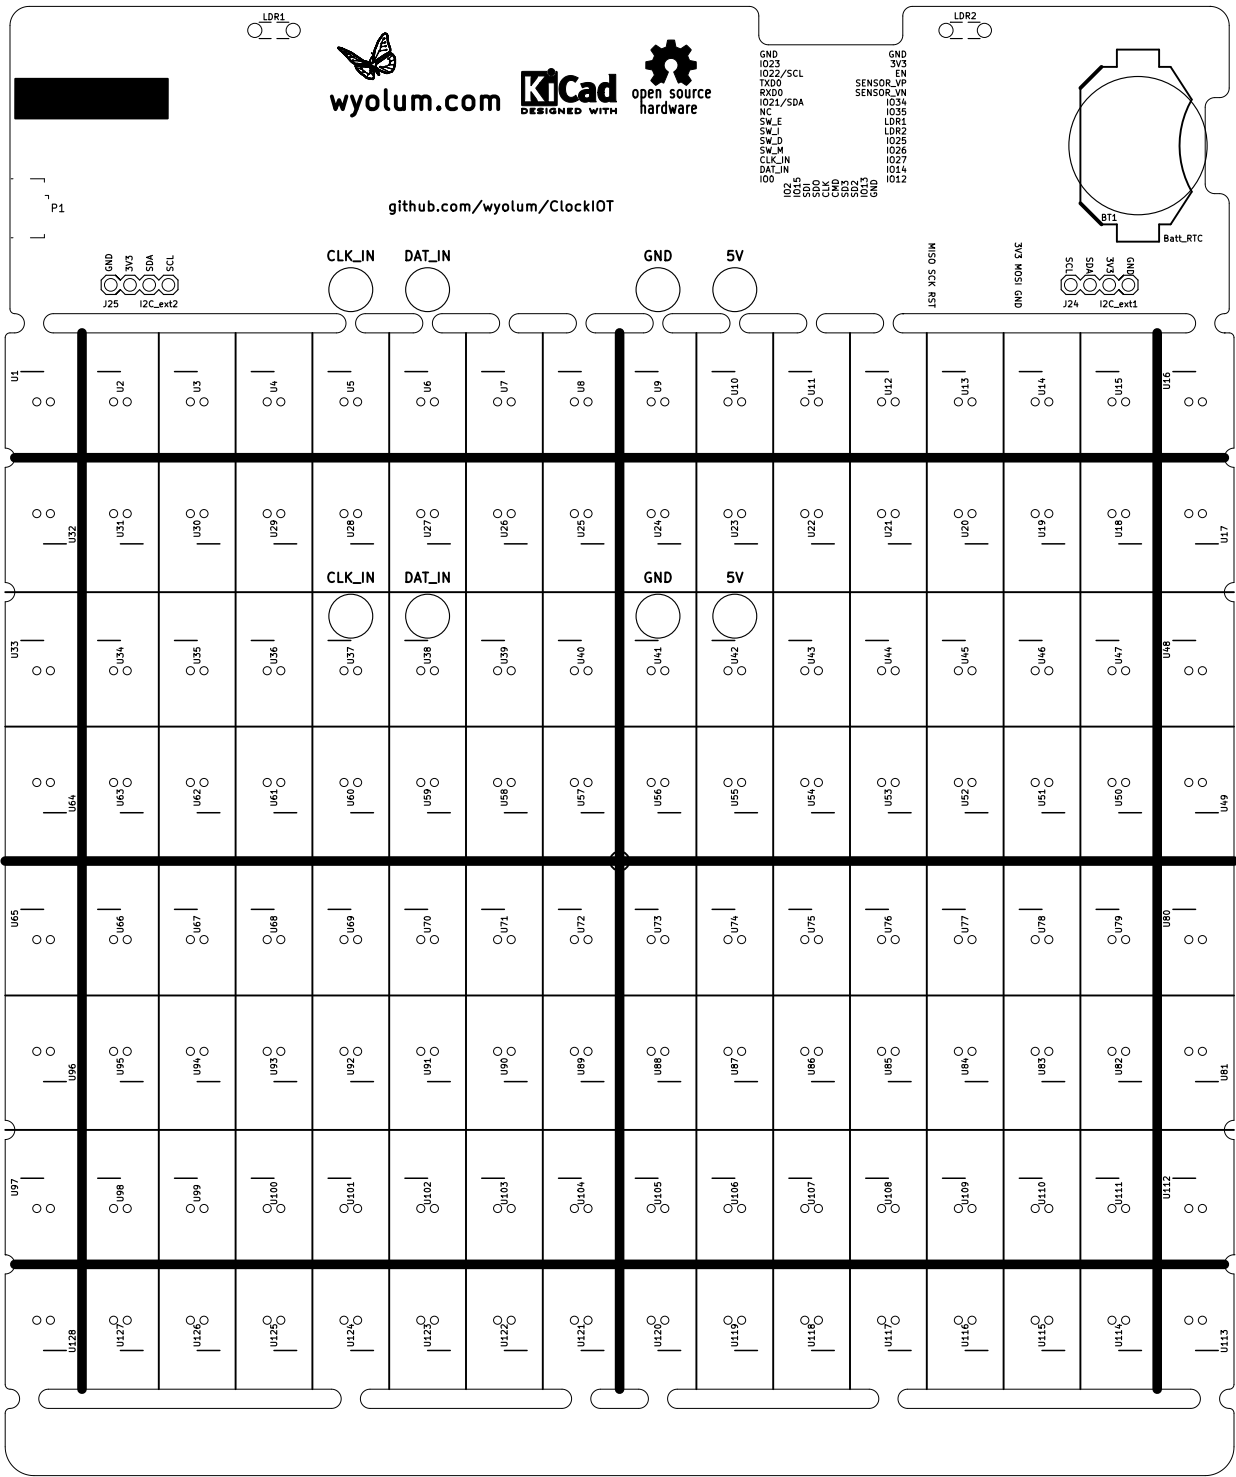 LDR1
LDR2
wyolum.com
KiCad
DESIGNED WITH
open source
hardware
GND
IO23
IO22/SCL
TXD0
RXD0
IO21/SDA
NC
SW_E
SW_I
SW_D
SW_M
CLK_IN
DAT_IN
IO0
IO2
IO15
SDI
SDO
CLK
CMD
SD3
SD2
IO13
GND
GND
3V3
EN
SENSOR_VP
SENSOR_VN
IO34
IO35
LDR1
LDR2
IO25
IO26
IO27
IO14
IO12
P1
github.com/wyolum/ClockIOT
BT1
Batt_RTC
GND 3V3 SDA SCL
J25 I2C_ext2
CLK_IN DAT_IN GND 5V
MISO SCK RST
3V3 MOSI GND
SCL SDA 3V3 GND
J24 I2C_ext1
U1 U2 U3 U4 U5 U6 U7 U8 U9 U10 U11 U12 U13 U14 U15 U16
U32 U31 U30 U29 U28 U27 U26 U25 U24 U23 U22 U21 U20 U19 U18 U17
CLK_IN DAT_IN GND 5V
U33 U34 U35 U36 U37 U38 U39 U40 U41 U42 U43 U44 U45 U46 U47 U48
U64 U63 U62 U61 U60 U59 U58 U57 U56 U55 U54 U53 U52 U51 U50 U49
U65 U66 U67 U68 U69 U70 U71 U72 U73 U74 U75 U76 U77 U78 U79 U80
U96 U95 U94 U93 U92 U91 U90 U89 U88 U87 U86 U85 U84 U83 U82 U81
U97 U98 U99 U100 U101 U102 U103 U104 U105 U106 U107 U108 U109 U110 U111 U112
U128 U127 U126 U125 U124 U123 U122 U121 U120 U119 U118 U117 U116 U115 U114 U113